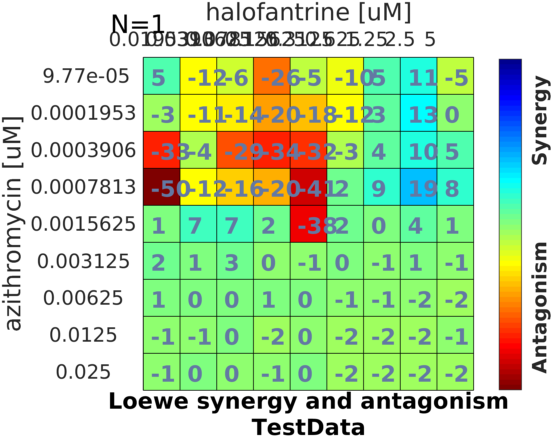 halofantrine [uM]
N=1
1.25 2.5 5
9.77e-05 5 -12 -6 -26 -5 -10 5 11 -5
0.0001953 -3 -11 -14 -20 -18 -12 3 13 0
0.0003906 -33 -4 -29 -34 -32 -3 4 10 5
0.0007813 -50 -12 -16 -20 -41 2 9 19 8
0.0015625 1 7 7 2 -38 2 0 4 1
0.003125 2 1 3 0 -1 0 -1 1 -1
0.00625 1 0 0 1 0 -1 -1 -2 -2
0.0125 -1 -1 0 -2 0 -2 -2 -2 -1
0.025 -1 0 0 -1 0 -2 -2 -2 -2
azithromycin [uM]
Synergy
Antagonism
Loewe synergy and antagonism
TestData